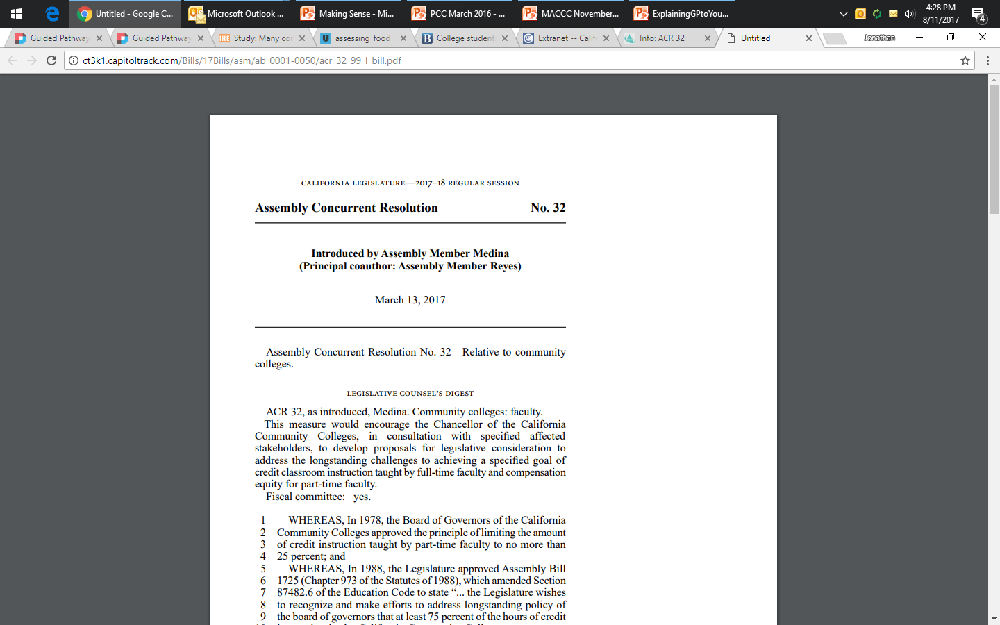 Untitled - Google C...
Microsoft Outlook ...
Making Sense - Mi...
PCC March 2016 - ...
MACCC November...
ExplainingGPtoYou...
4:28 PM
8/11/2017
4
Guided Pathway
Guided Pathway
THE Study: Many co
U assessing_food_
B College student
Extranet -- Calif
Info: ACR 32
Untitled
Jonathan
ct3k1.capitoltrack.com/Bills/17Bills/asm/ab_0001-0050/acr_32_99_I_bill.pdf
CALIFORNIA LEGISLATURE—2017–18 REGULAR SESSION
Assembly Concurrent Resolution No. 32
Introduced by Assembly Member Medina
(Principal coauthor: Assembly Member Reyes)
March 13, 2017
Assembly Concurrent Resolution No. 32—Relative to community
colleges.
LEGISLATIVE COUNSEL'S DIGEST
ACR 32, as introduced, Medina. Community colleges: faculty.
This measure would encourage the Chancellor of the California
Community Colleges, in consultation with specified affected
stakeholders, to develop proposals for legislative consideration to
address the longstanding challenges to achieving a specified goal of
credit classroom instruction taught by full-time faculty and compensation
equity for part-time faculty.
Fiscal committee: yes.
1 WHEREAS, In 1978, the Board of Governors of the California
2 Community Colleges approved the principle of limiting the amount
3 of credit instruction taught by part-time faculty to no more than
4 25 percent; and
5 WHEREAS, In 1988, the Legislature approved Assembly Bill
6 1725 (Chapter 973 of the Statutes of 1988), which amended Section
7 87482.6 of the Education Code to state “... the Legislature wishes
8 to recognize and make efforts to address longstanding policy of
9 the board of governors that at least 75 percent of the hours of credit